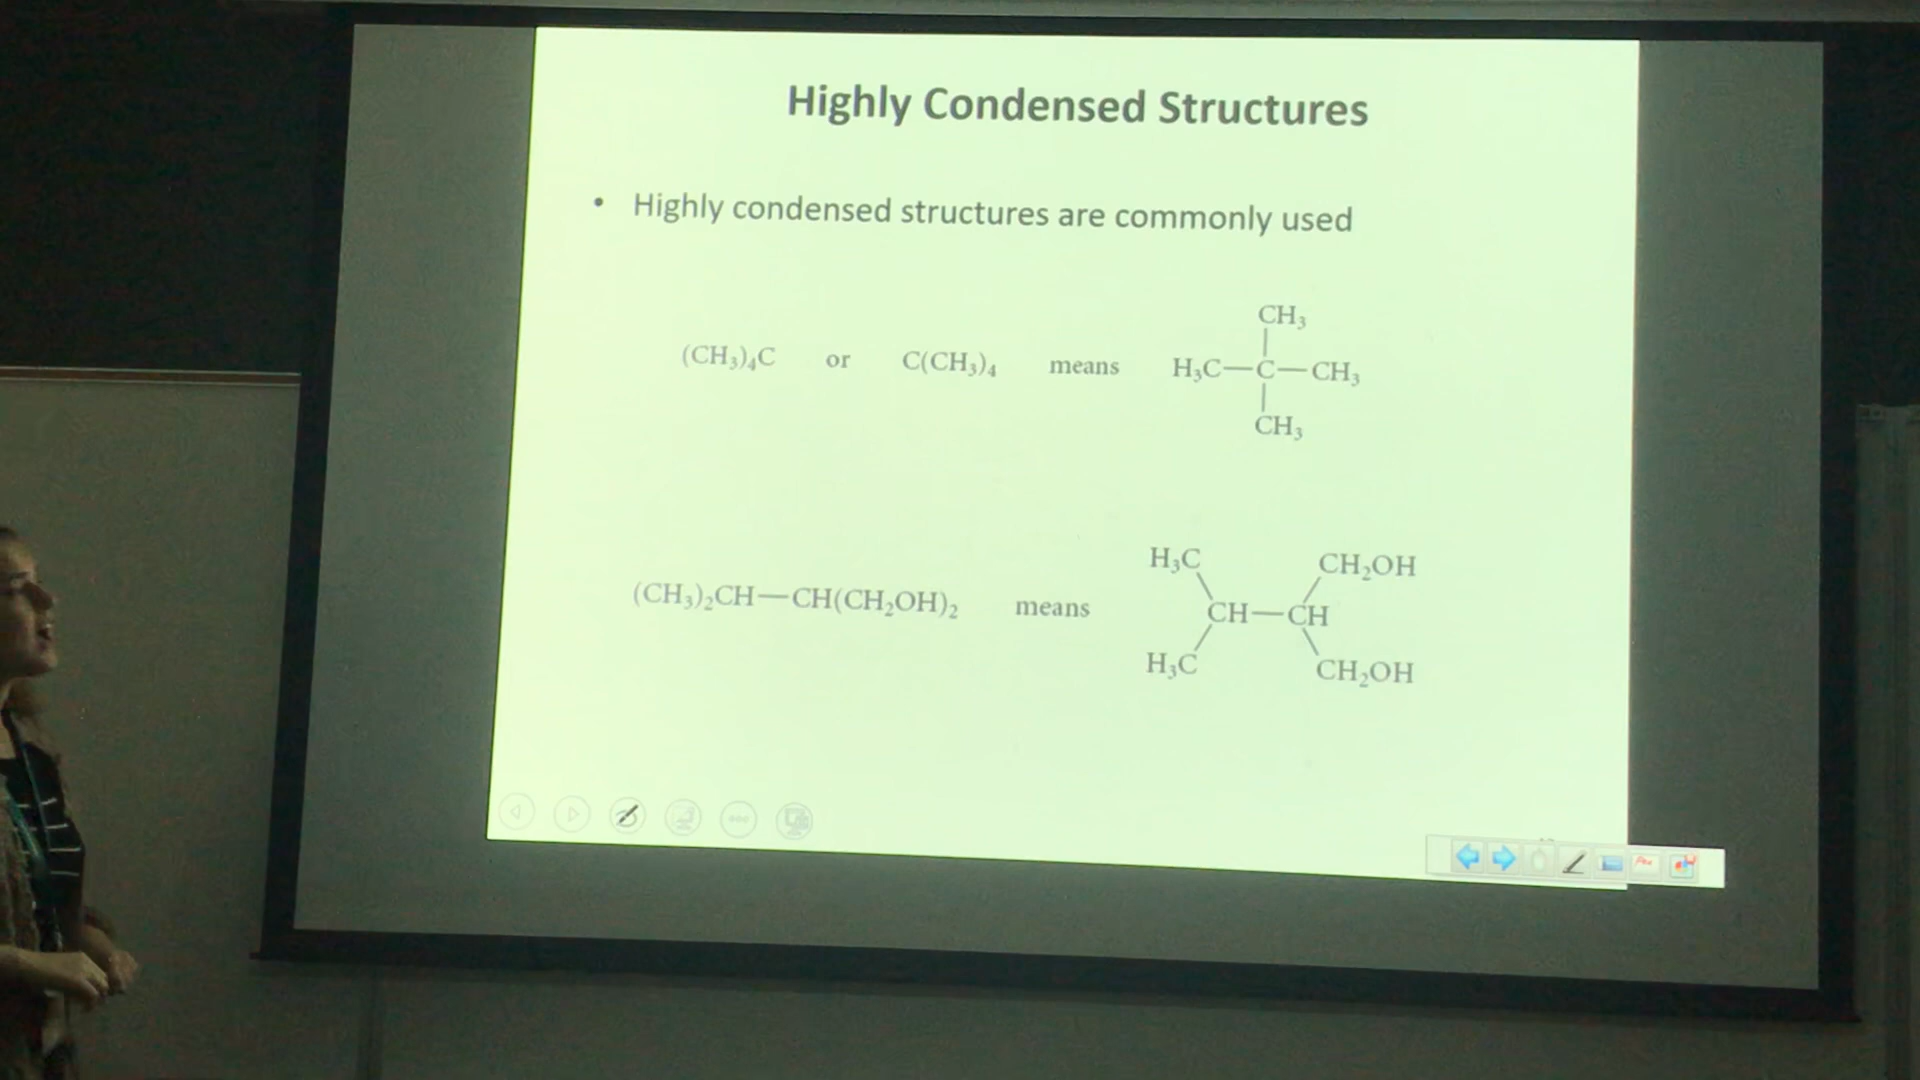 Highly Condensed Structures
• Highly condensed structures are commonly used
(CH₃)₄C or C(CH₃)₄ means
CH₃
H₃C—C—CH₃
CH₃
(CH₃)₂CH—CH(CH₂OH)₂ means
H₃C CH₂OH
CH—CH
H₃C CH₂OH